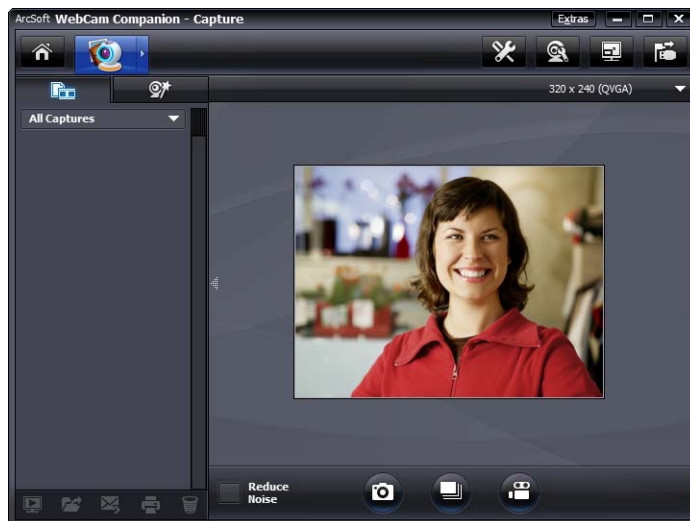 ArcSoft WebCam Companion - Capture
Extras
320 x 240 (QVGA)
All Captures
Reduce
Noise